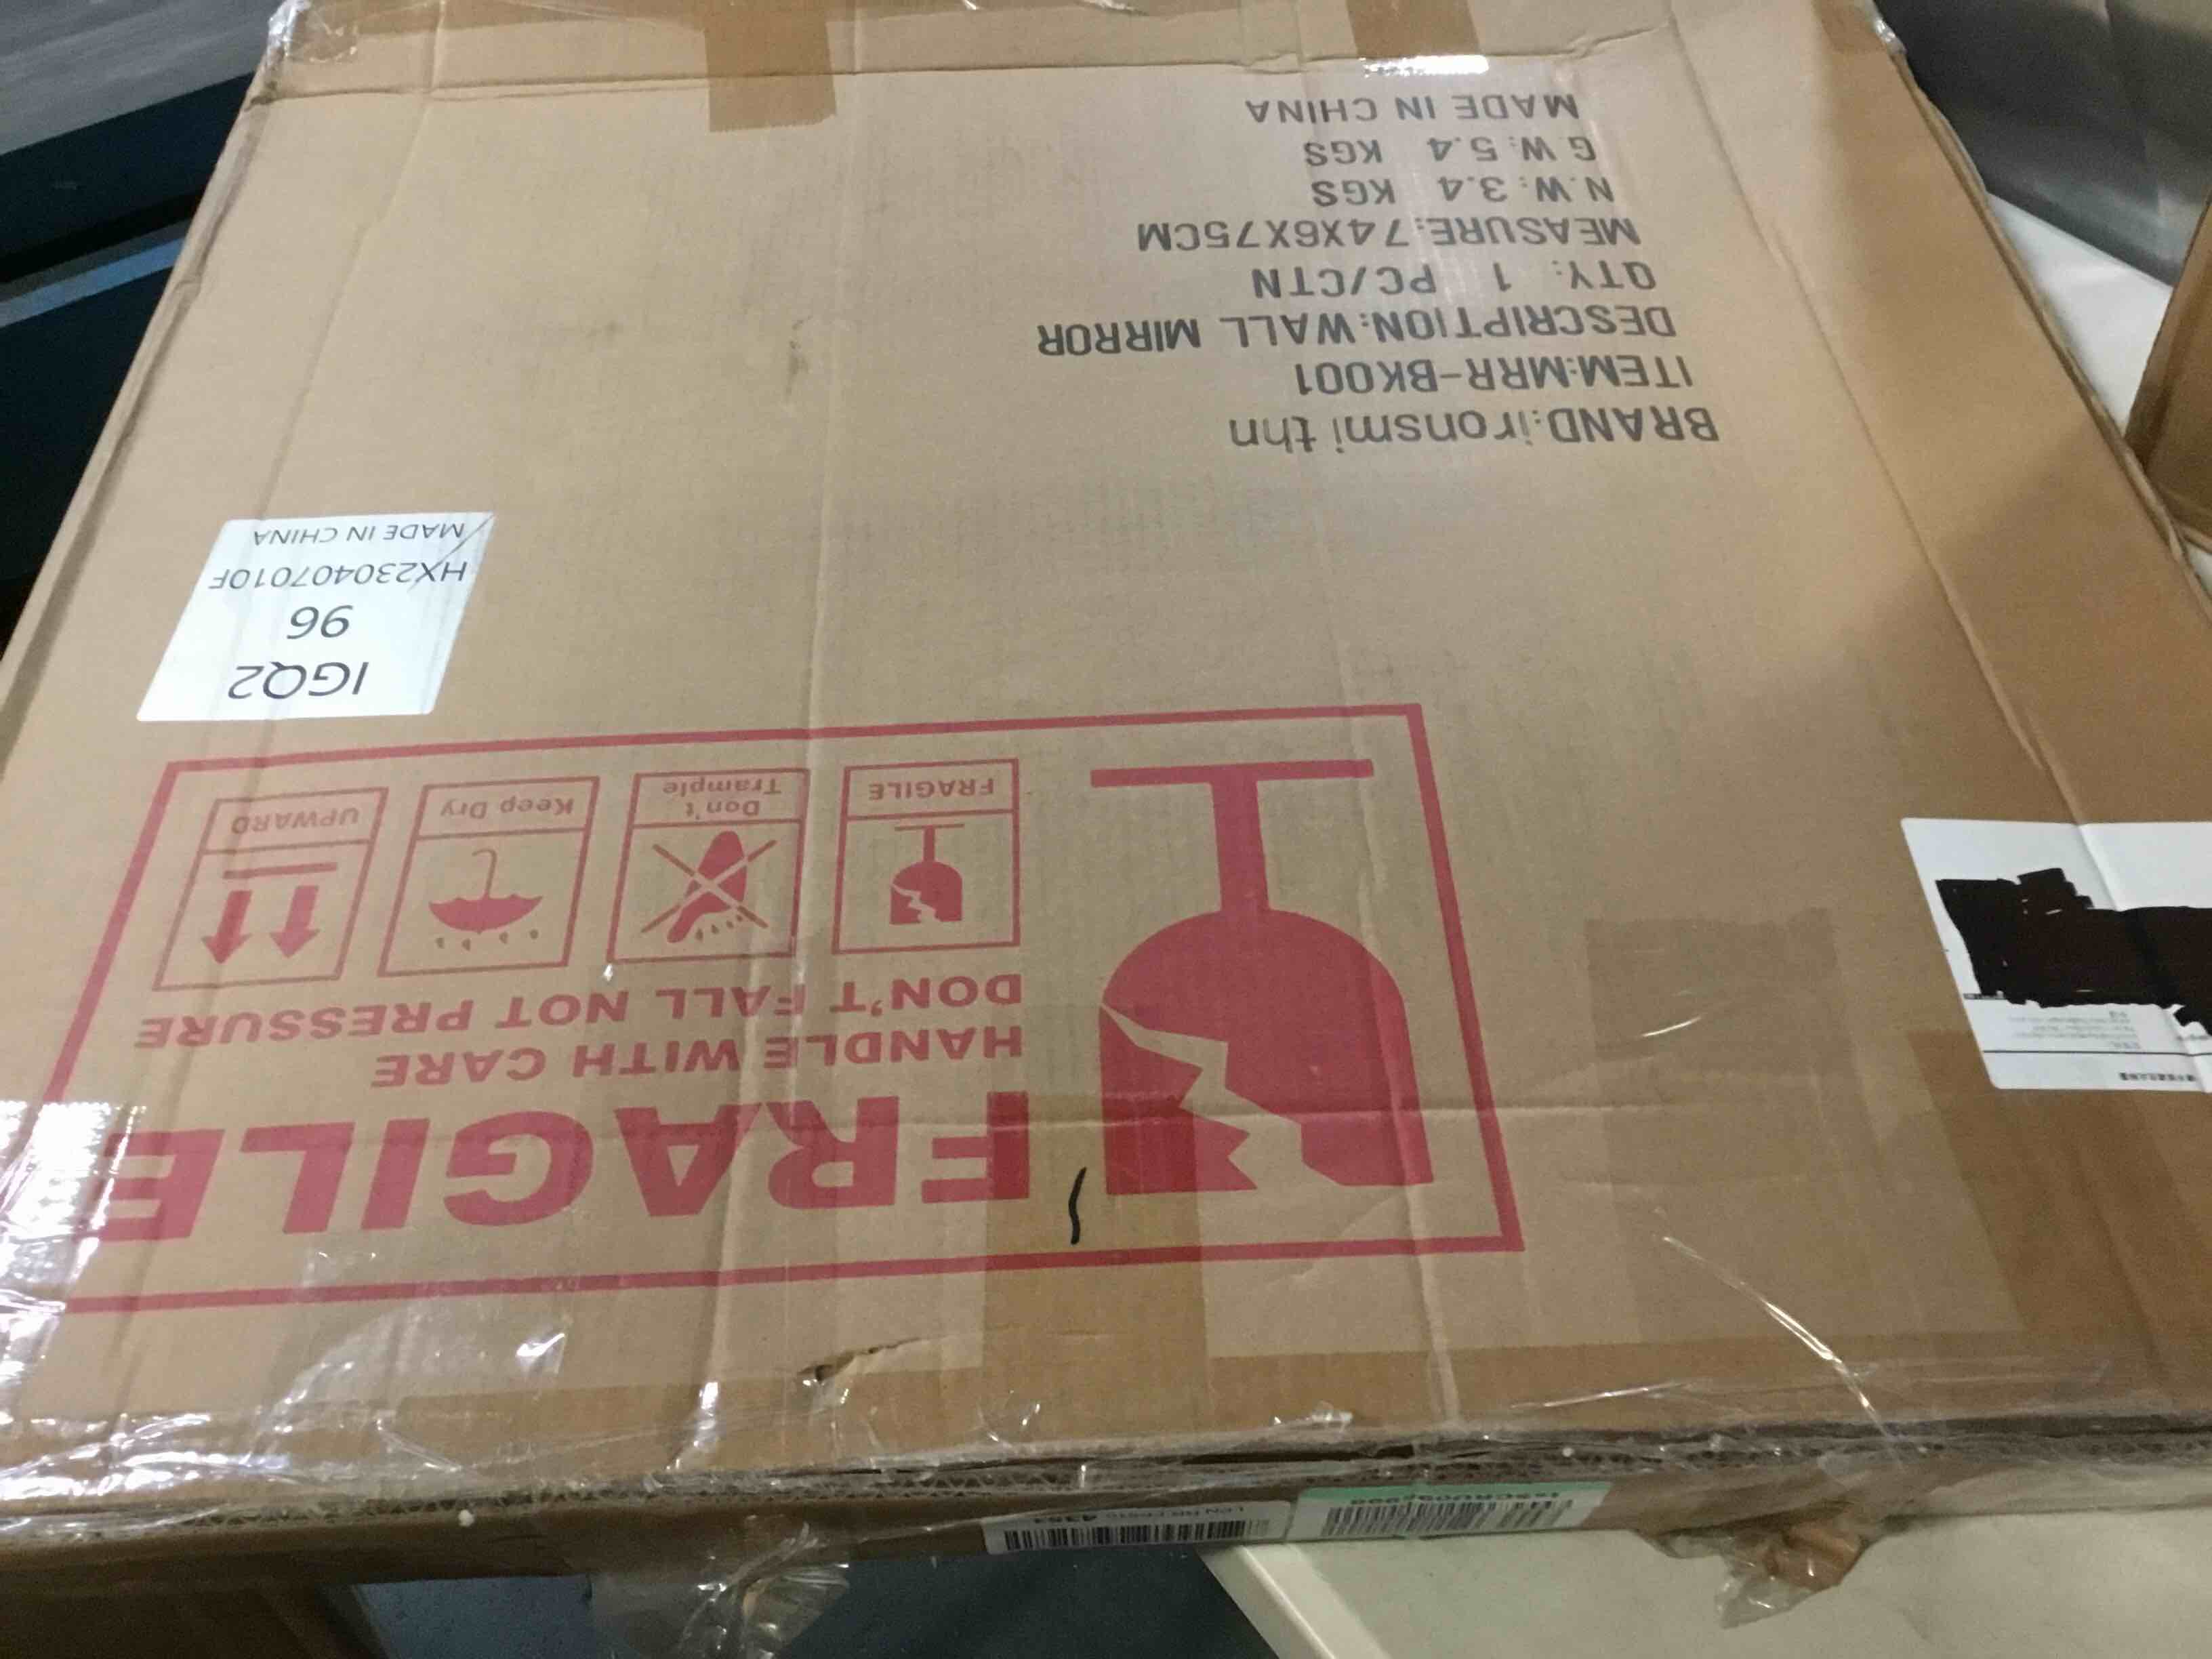 BRAND:ironsmi thn
ITEM:MRR-BK001
DESCRIPTION:WALL MIRROR
QTY: 1 PC/CTN
MEASURE:74X6X75CM
N.W:3.4 KGS
G W:5.4 KGS
MADE IN CHINA
IGQ2
96
HX230407010F
MADE IN CHINA
FRAGILE
HANDLE WITH CARE
DON'T FALL NOT PRESSURE
FRAGILE
Don't
Trample
Keep Dry
UPWARD